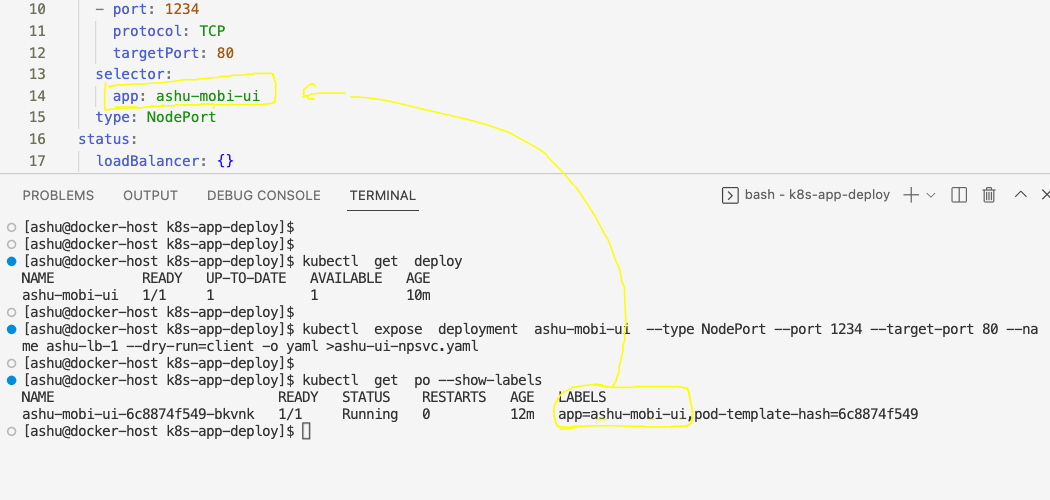 10 - port: 1234
11 protocol: TCP
12 targetPort: 80
13 selector:
14 app: ashu-mobi-ui
15 type: NodePort
16 status:
17 loadBalancer: {}
PROBLEMS OUTPUT DEBUG CONSOLE TERMINAL bash - k8s-app-deploy
[ashu@docker-host k8s-app-deploy]$
[ashu@docker-host k8s-app-deploy]$
[ashu@docker-host k8s-app-deploy]$ kubectl  get  deploy
NAME READY UP-TO-DATE AVAILABLE AGE
ashu-mobi-ui 1/1 1 1 10m
[ashu@docker-host k8s-app-deploy]$
[ashu@docker-host k8s-app-deploy]$ kubectl  expose  deployment  ashu-mobi-ui  --type NodePort --port 1234 --target-port 80 --na
me ashu-lb-1 --dry-run=client -o yaml >ashu-ui-npsvc.yaml
[ashu@docker-host k8s-app-deploy]$
[ashu@docker-host k8s-app-deploy]$ kubectl  get  po --show-labels
NAME READY STATUS RESTARTS AGE LABELS
ashu-mobi-ui-6c8874f549-bkvnk 1/1 Running 0 12m app=ashu-mobi-ui,pod-template-hash=6c8874f549
[ashu@docker-host k8s-app-deploy]$